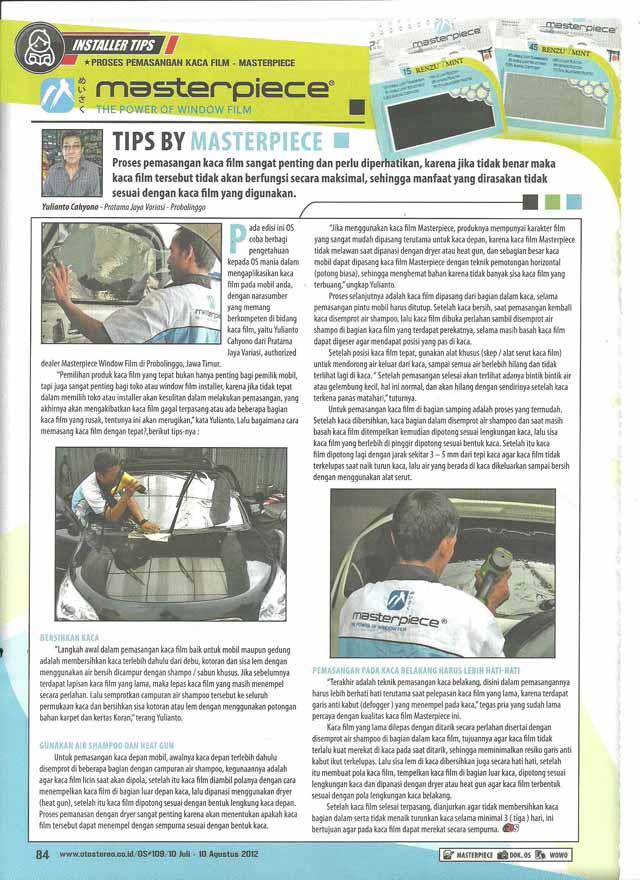 INSTALLER TIPS
★PROSES PEMASANGAN KACA FILM - MASTERPIECE
めいさく
masterpiece®
THE POWER OF WINDOW FILM
masterpiece
15 RENZU / MINT
masterpiece
45 RENZU / MINT
TIPS BY MASTERPIECE
Proses pemasangan kaca film sangat penting dan perlu diperhatikan, karena jika tidak benar maka
kaca film tersebut tidak akan berfungsi secara maksimal, sehingga manfaat yang dirasakan tidak
sesuai dengan kaca film yang digunakan.
Yulianto Cahyono - Pratama Jaya Variasi - Probolinggo
masterpiece
Pada edisi ini OS
coba berbagi
pengetahuan
kepada OS mania dalam
mengaplikasikan kaca
film pada mobil anda,
dengan narasumber
yang memang
berkompeten di bidang
kaca film, yaitu Yulianto
Cahyono dari Pratama
Jaya Variasi, authorized
dealer Masterpiece Window Film di Probolinggo, Jawa Timur.
"Pemilihan produk kaca film yang tepat bukan hanya penting bagi pemilik mobil,
tapi juga sangat penting bagi toko atau window film installer, karena jika tidak tepat
dalam memilih toko atau installer akan kesulitan dalam melakukan pemasangan, yang
akhirnya akan mengakibatkan kaca film gagal terpasang atau ada beberapa bagian
kaca film yang rusak, tentunya ini akan merugikan," kata Yulianto. Lalu bagaimana cara
memasang kaca film dengan tepat?,berikut tips-nya :
BERSIHKAN KACA
"Langkah awal dalam pemasangan kaca film baik untuk mobil maupun gedung
adalah membersihkan kaca terlebih dahulu dari debu, kotoran dan sisa lem dengan
menggunakan air bersih dicampur dengan shampo / sabun khusus. Jika sebelumnya
terdapat lapisan kaca film yang lama, maka lepas kaca film yang masih menempel
secara perlahan. Lalu semprotkan campuran air shampoo tersebut ke seluruh
permukaan kaca dan bersihkan sisa kotoran atau lem dengan menggunakan potongan
bahan karpet dan kertas Koran," terang Yulianto.
GUNAKAN AIR SHAMPOO DAN HEAT GUN
Untuk pemasangan kaca depan mobil, awalnya kaca depan terlebih dahulu
disemprot di beberapa bagian dengan campuran air shampoo, kegunaannya adalah
agar kaca film licin saat akan dipola, setelah itu kaca film diambil polanya dengan cara
menempelkan kaca film di bagian luar depan kaca, lalu dipanasi menggunakan dryer
(heat gun), setelah itu kaca film dipotong sesuai dengan bentuk lengkung kaca depan.
Proses pemanasan dengan dryer sangat penting karena akan menentukan apakah kaca
film tersebut dapat menempel dengan sempurna sesuai dengan bentuk kaca.
"Jika menggunakan kaca film Masterpiece, produknya mempunyai karakter film
yang sangat mudah dipasang terutama untuk kaca depan, karena kaca film Masterpiece
tidak melawan saat dipanasi dengan dryer atau heat gun, dan sebagian besar kaca
mobil dapat dipasang kaca film Masterpiece dengan teknik pemotongan horizontal
(potong biasa), sehingga menghemat bahan karena tidak banyak sisa kaca film yang
terbuang," ungkap Yulianto.
Proses selanjutnya adalah kaca film dipasang dari bagian dalam kaca, selama
pemasangan pintu mobil harus ditutup. Setelah kaca bersih, saat pemasangan kembali
kaca disemprot air shampoo, lalu kaca film dibuka perlahan sambil disemprot air
shampo di bagian kaca film yang terdapat perekatnya, selama masih basah kaca film
dapat digeser agar mendapat posisi yang pas di kaca.
Setelah posisi kaca film tepat, gunakan alat khusus (skep / alat serut kaca film)
untuk mendorong air keluar dari kaca, sampai semua air berlebih hilang dan tidak
terlihat lagi di kaca. " Setelah pemasangan selesai akan terlihat adanya bintik bintik air
atau gelembung kecil, hal ini normal, dan akan hilang dengan sendirinya setelah kaca
terkena panas matahari," tuturnya.
Untuk pemasangan kaca film di bagian samping adalah proses yang termudah.
Setelah kaca dibersihkan, kaca bagian dalam disemprot air shampoo dan saat masih
basah kaca film ditempelkan kemudian dipotong sesuai lengkungan kaca, lalu sisa
kaca film yang berlebih di pinggir dipotong sesuai bentuk kaca. Setelah itu kaca
film dipotong lagi dengan jarak sekitar 3 – 5 mm dari tepi kaca agar kaca film tidak
terkelupas saat naik turun kaca, lalu air yang berada di kaca dikeluarkan sampai bersih
dengan menggunakan alat serut.
masterpiece®
THE POWER OF WINDOW FILM
PEMASANGAN PADA KACA BELAKANG HARUS LEBIH HATI-HATI
"Terakhir adalah teknik pemasangan kaca belakang, disini dalam pemasangannya
harus lebih berhati hati terutama saat pelepasan kaca film yang lama, karena terdapat
garis anti kabut (defogger ) yang menempel pada kaca," tegas pria yang sudah lama
percaya dengan kualitas kaca film Masterpiece ini.
Kaca film yang lama dilepas dengan ditarik secara perlahan disertai dengan
disemprot air shampoo di bagian dalam kaca, tujuannya agar kaca film tidak
terlalu kuat merekat di kaca pada saat ditarik, sehingga meminimalkan resiko garis anti
kabut ikut terkelupas. Lalu sisa lem di kaca dibersihkan juga secara hati hati, setelah
itu membuat pola kaca film, tempelkan kaca film di bagian luar kaca, dipotong sesuai
lengkungan kaca dan dipanasi dengan dryer atau heat gun agar kaca film terbentuk
sesuai dengan pola lengkungan kaca belakang.
Setelah kaca film selesai terpasang, dianjurkan agar tidak membersihkan kaca
bagian dalam serta tidak menaik turunkan kaca selama minimal 3 ( tiga ) hari, ini
bertujuan agar pada kaca film dapat merekat secara sempurna.
84 www.otostereo.co.id/OS#109/10 Juli - 10 Agustus 2012
MASTERPIECE DOK. OS WOWO